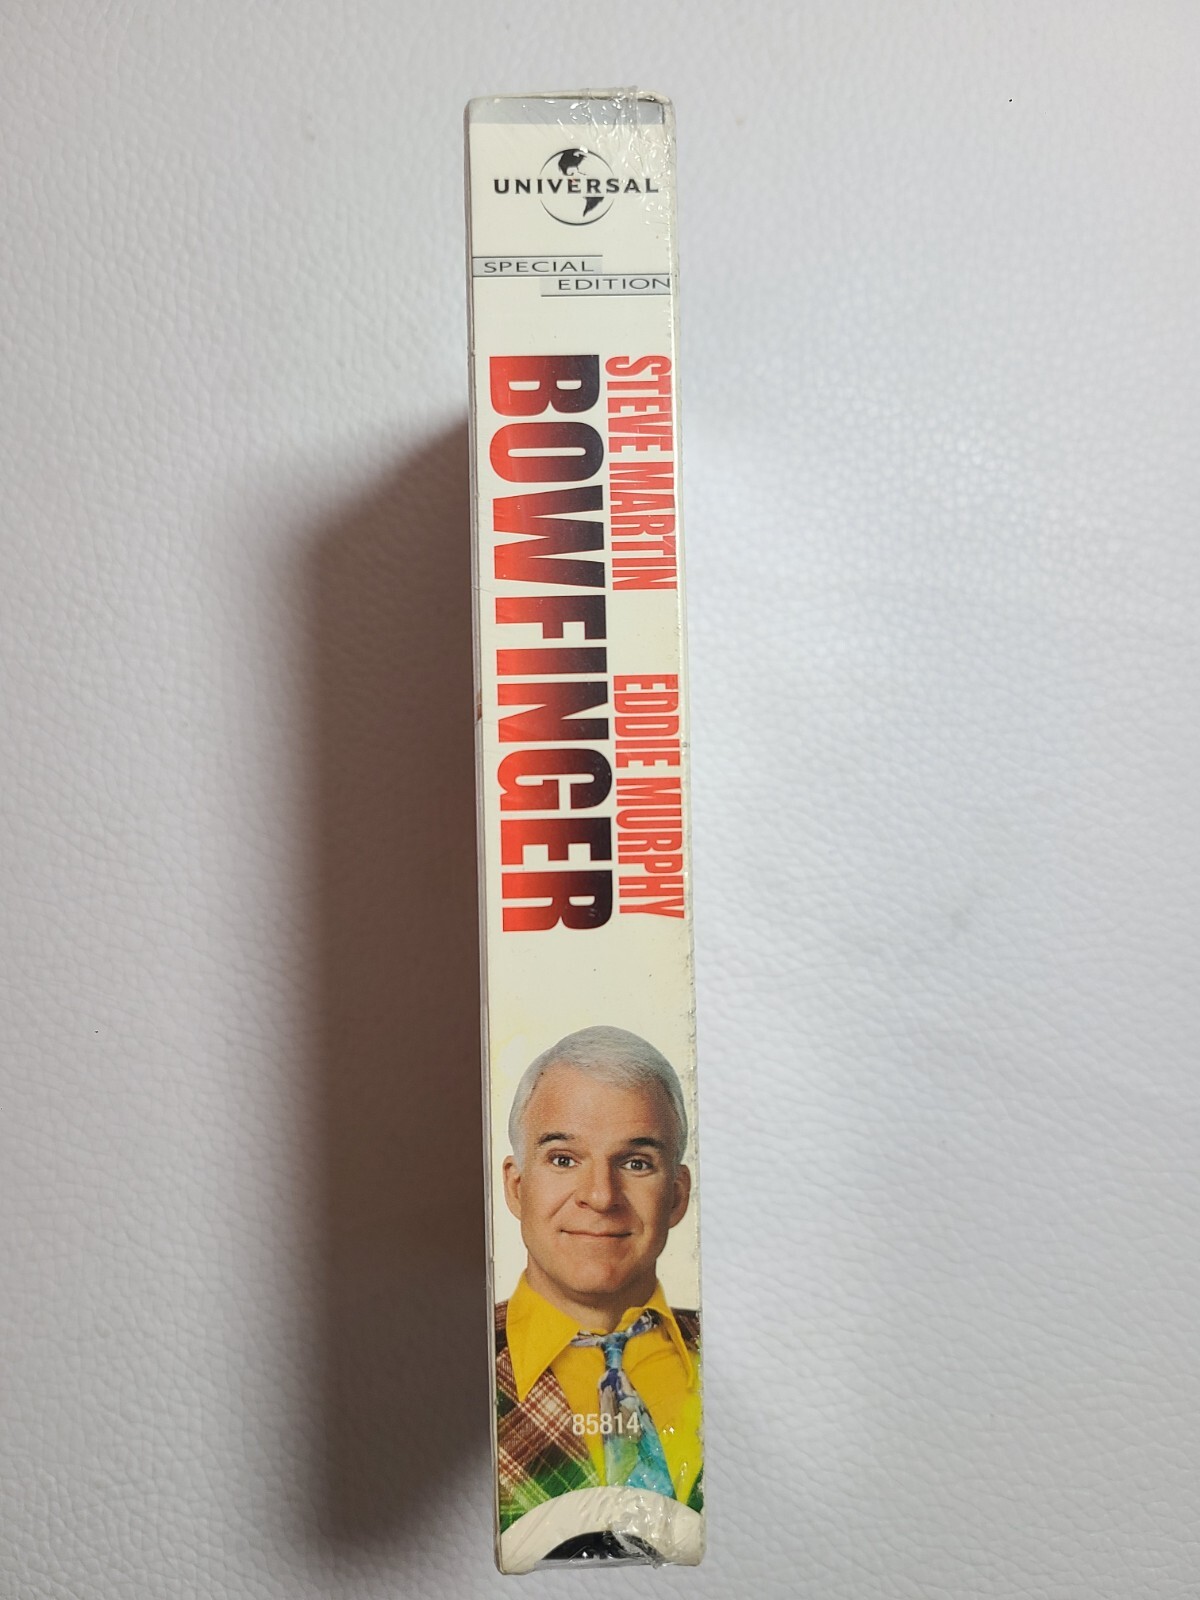 UNIVERSAL
SPECIAL
EDITION
STEVE MARTIN EDDIE MURPHY
BOWFINGER
85814